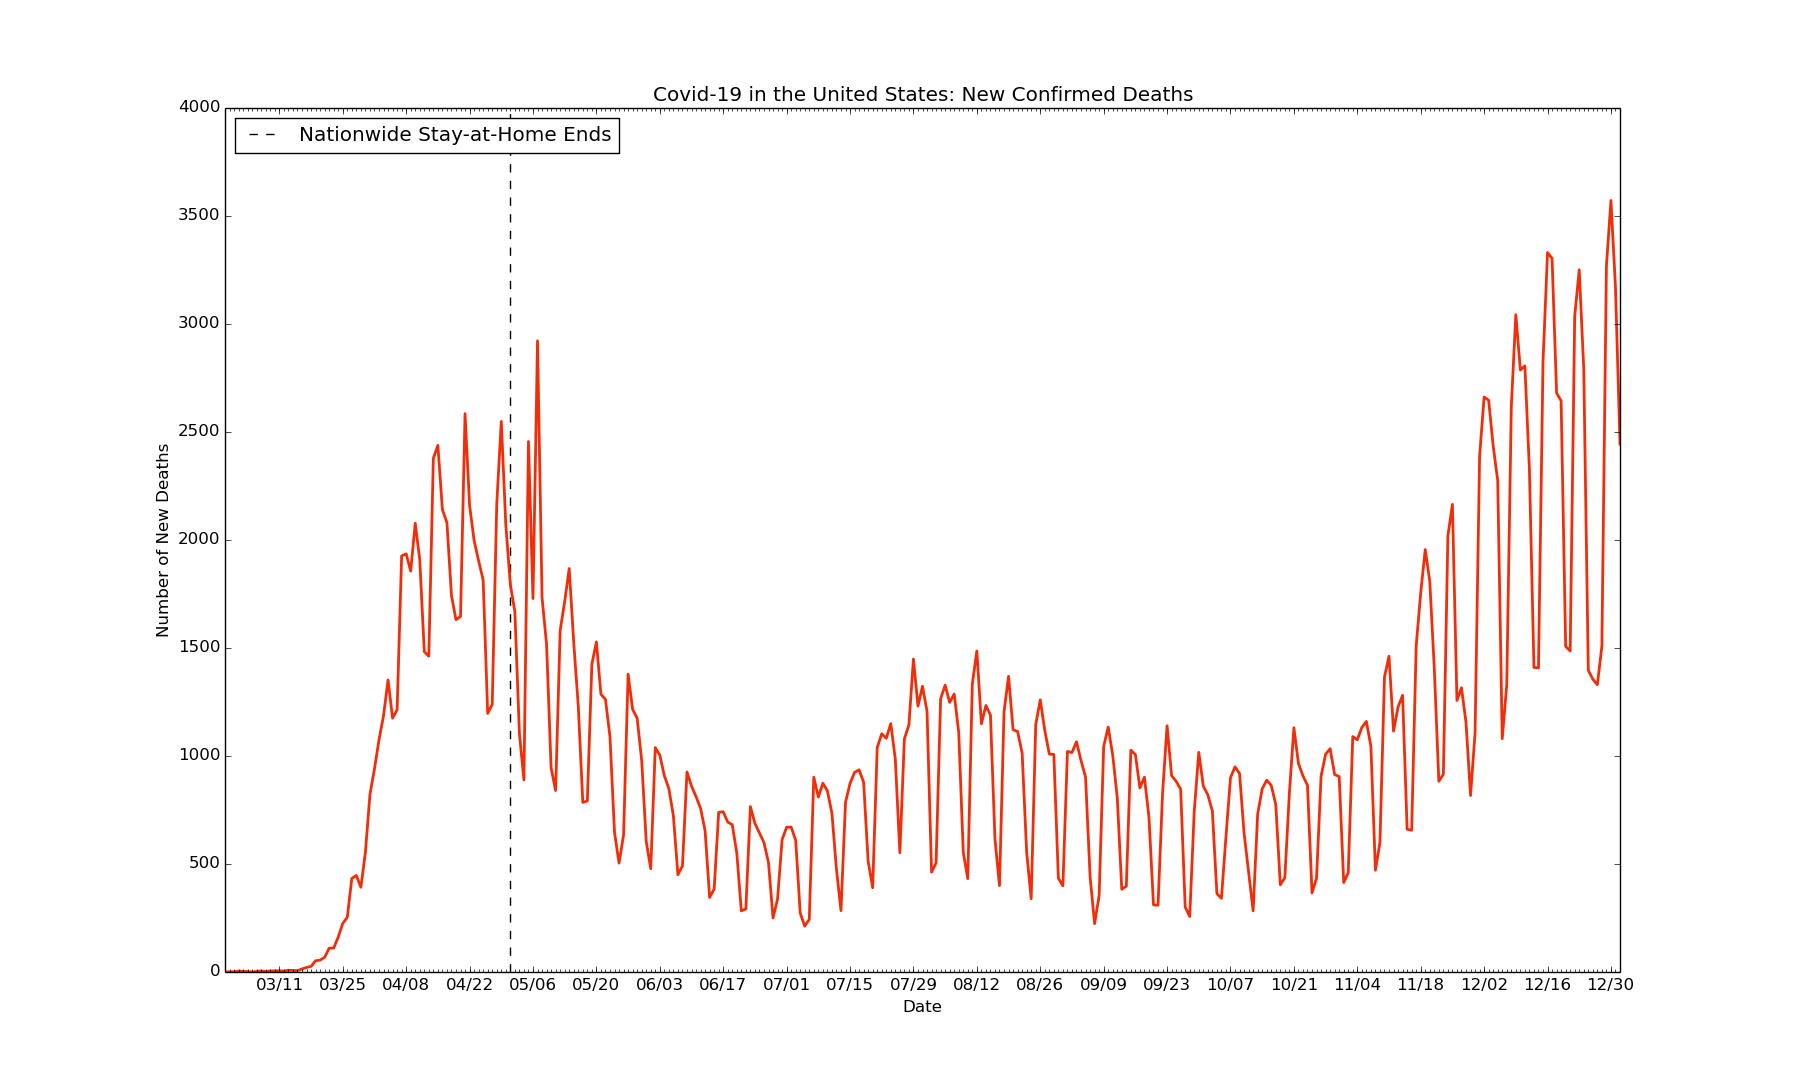 Covid-19 in the United States: New Confirmed Deaths
4000
Nationwide Stay-at-Home Ends
3500
3000
2500
2000
1500
1000
500
0
Number of New Deaths
03/11 03/25 04/08 04/22 05/06 05/20 06/03 06/17 07/01 07/15 07/29 08/12 08/26 09/09 09/23 10/07 10/21 11/04 11/18 12/02 12/16 12/30
Date